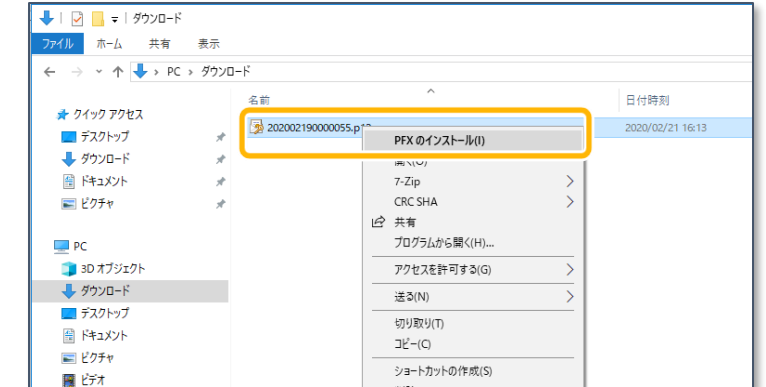 ダウンロード
ファイル ホーム 共有 表示
PC ダウンロード
名前 日付時刻
クイック アクセス
デスクトップ
ダウンロード
ドキュメント
ピクチャ
PC
3D オブジェクト
ダウンロード
デスクトップ
ドキュメント
ピクチャ
ビデオ
202002190000055.p12 2020/02/21 16:13
PFX のインストール(I)
開く(O)
7-Zip
CRC SHA
共有
プログラムから開く(H)...
アクセスを許可する(G)
送る(N)
切り取り(T)
コピー(C)
ショートカットの作成(S)